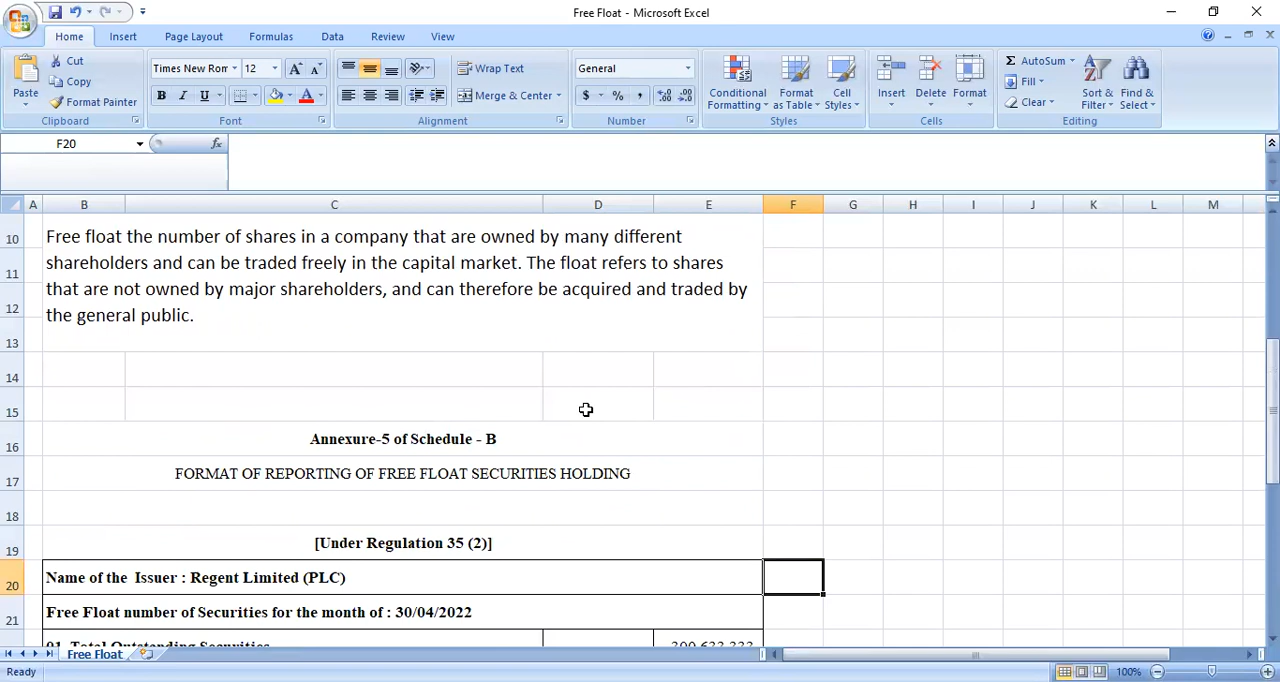 Free Float - Microsoft Excel
Home Insert Page Layout Formulas Data Review View
Paste Cut Copy Format Painter
Times New Rom 12
B I U A
Wrap Text
Merge & Center
General
$ % ,
Conditional Formatting Format as Table Cell Styles
Insert Delete Format
Σ AutoSum Fill Clear
Sort & Filter Find & Select
Clipboard Font Alignment Number Styles Cells Editing
F20 fx
A B C D E F G H I J K L M
10 Free float the number of shares in a company that are owned by many different
11 shareholders and can be traded freely in the capital market. The float refers to shares
12 that are not owned by major shareholders, and can therefore be acquired and traded by
the general public.
13
14
15
16 Annexure-5 of Schedule - B
17 FORMAT OF REPORTING OF FREE FLOAT SECURITIES HOLDING
18
19 [Under Regulation 35 (2)]
20 Name of the Issuer : Regent Limited (PLC)
21 Free Float number of Securities for the month of : 30/04/2022
01. Total Outstanding Securities
Free Float
Ready 100%